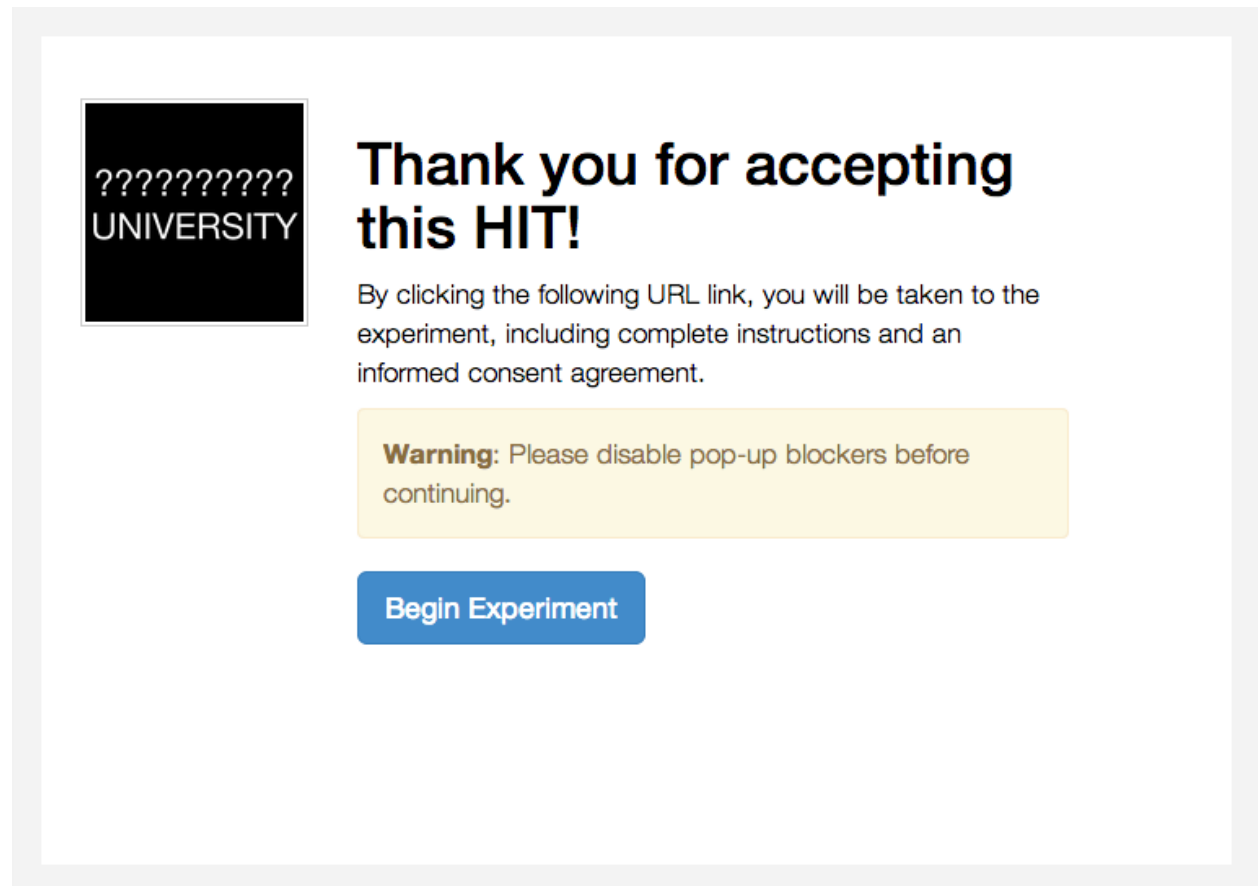 ??????????
UNIVERSITY
Thank you for accepting
this HIT!
By clicking the following URL link, you will be taken to the
experiment, including complete instructions and an
informed consent agreement.
Warning: Please disable pop-up blockers before
continuing.
Begin Experiment